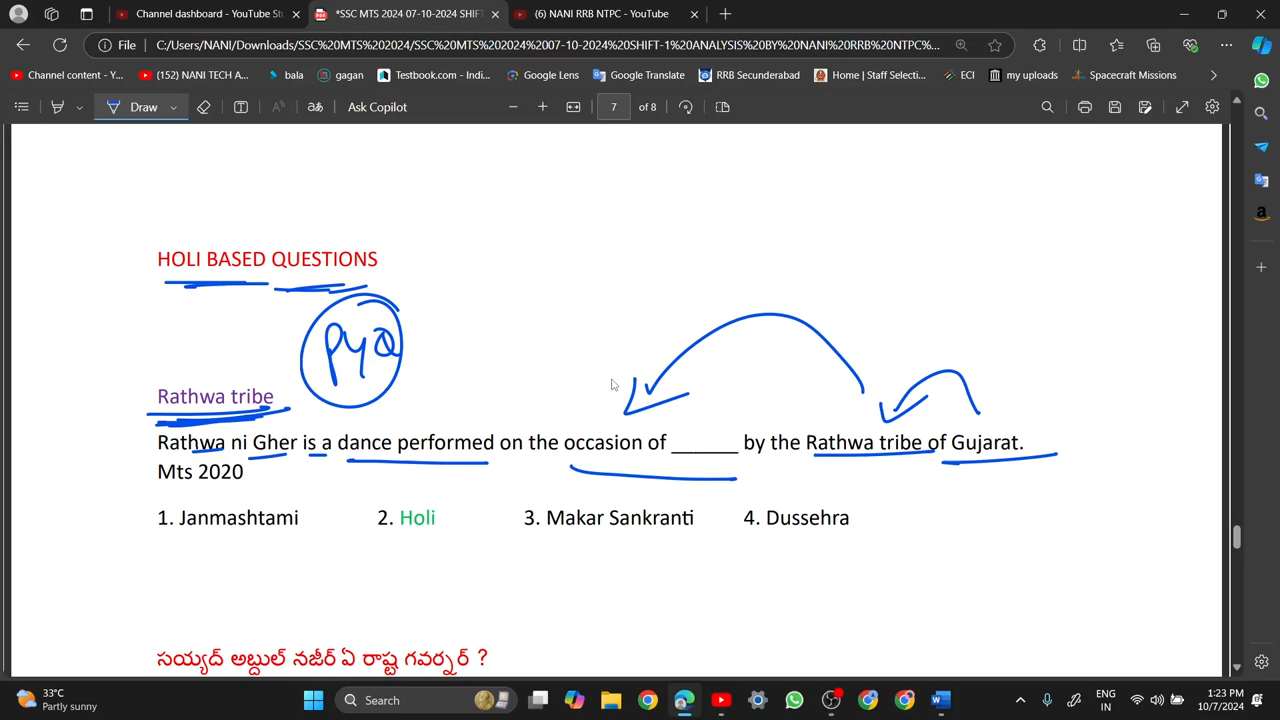 Channel dashboard - YouTube St
*SSC MTS 2024 07-10-2024 SHIFT
(6) NANI RRB NTPC - YouTube
File
C:/Users/NANI/Downloads/SSC%20MTS%202024/SSC%20MTS%202024%2007-10-2024%20SHIFT-1%20ANALYSIS%20BY%20NANI%20RRB%20NTPC%...
Channel content - Y...
(152) NANI TECH A...
bala
gagan
Testbook.com - Indi...
Google Lens
Google Translate
RRB Secunderabad
Home | Staff Selecti...
ECI
my uploads
Spacecraft Missions
Draw
Ask Copilot
7 of 8
HOLI BASED QUESTIONS
PYQ
Rathwa tribe
Rathwa ni Gher is a dance performed on the occasion of ______ by the Rathwa tribe of Gujarat.
Mts 2020
1. Janmashtami 2. Holi 3. Makar Sankranti 4. Dussehra
సయ్యద్ అబ్దుల్ నజీర్ ఏ రాష్ట గవర్నర్ ?
33°C
Partly sunny
Search
ENG
IN
1:23 PM
10/7/2024